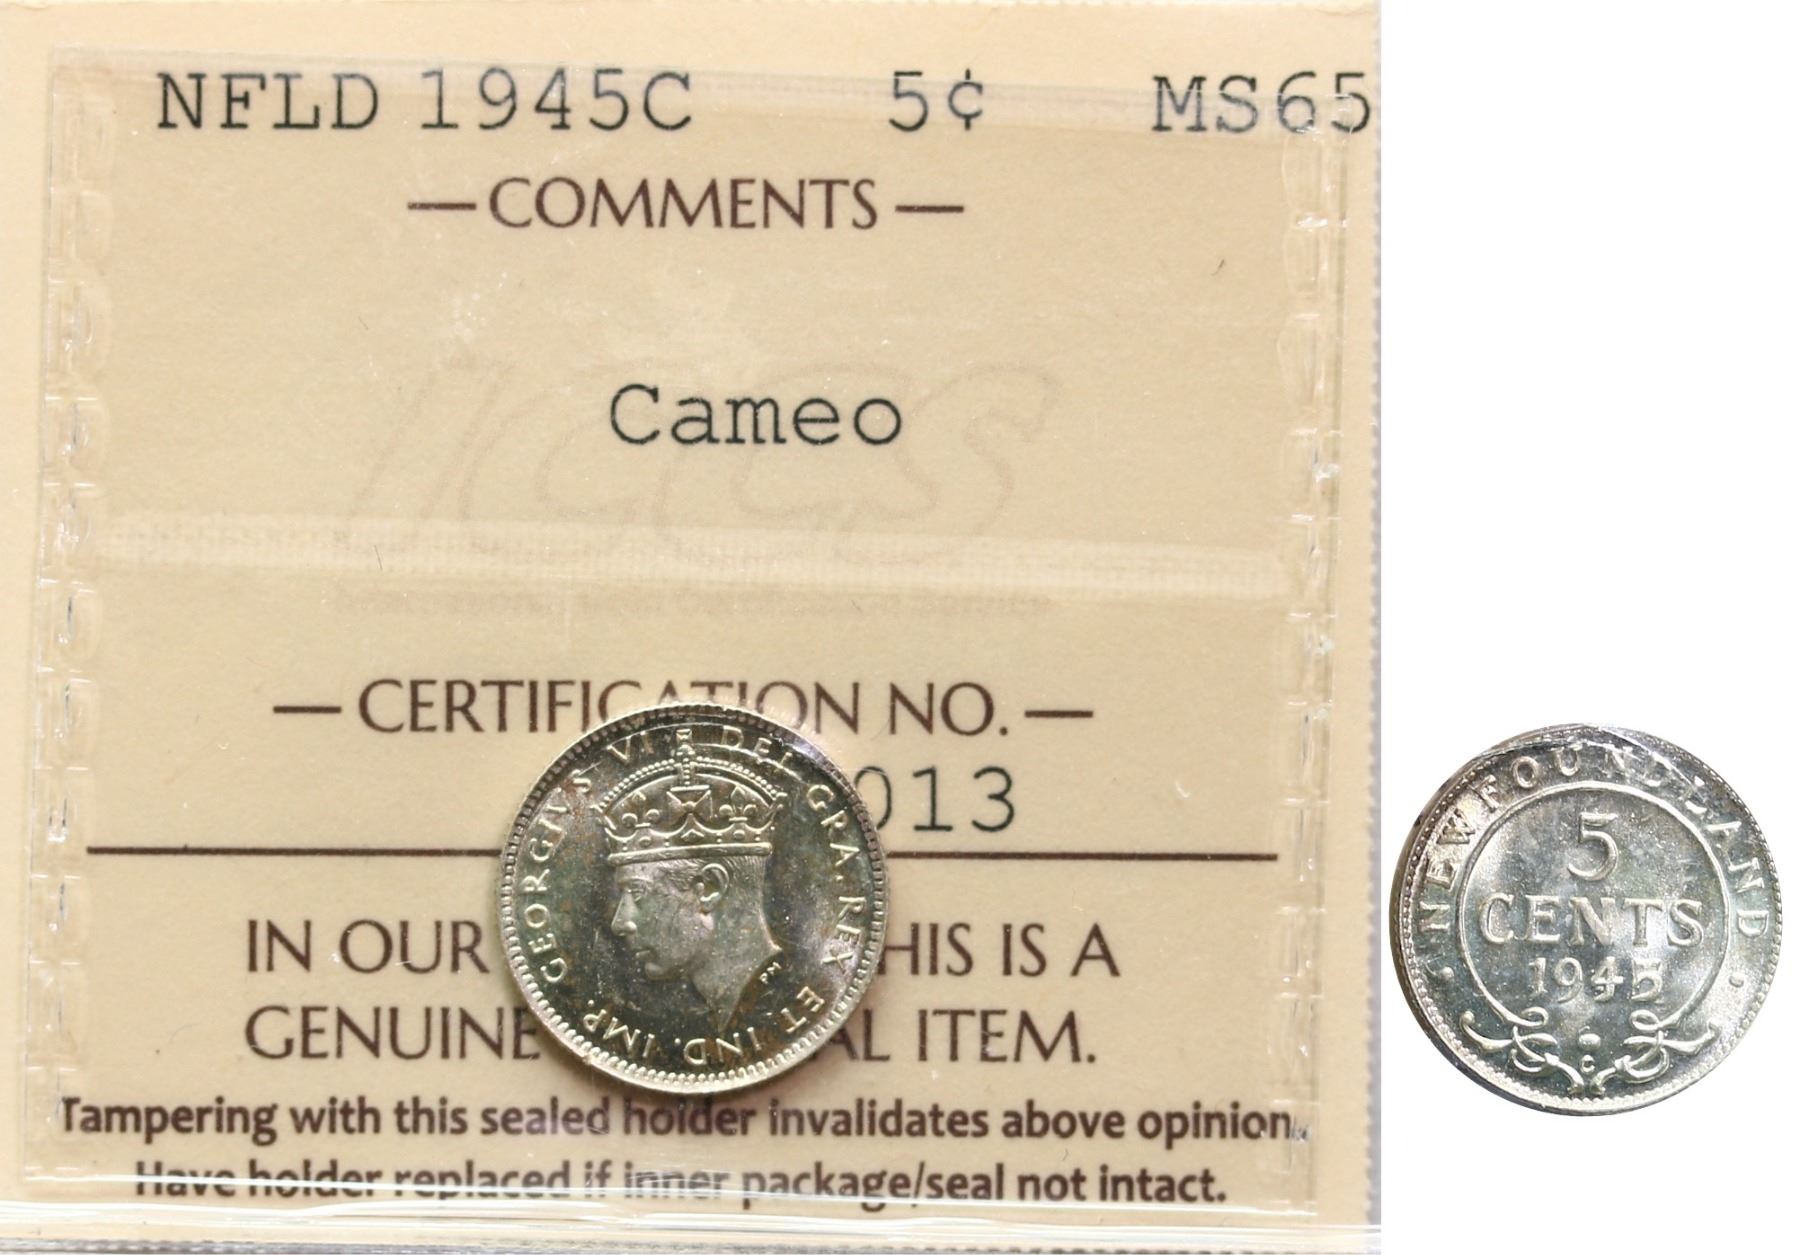 NFLD 1945C 5¢ MS65
— COMMENTS —
ICCS
Cameo
— CERTIFICATION NO. —
013
IN OUR HIS IS A
GENUINE AL ITEM.
Tampering with this sealed holder invalidates above opinion.
Have holder replaced if inner package/seal not intact.
GEORGIVS VI DEI GRA. REX ET IND. IMP.
PM
NEWFOUNDLAND
5
CENTS
1945
C